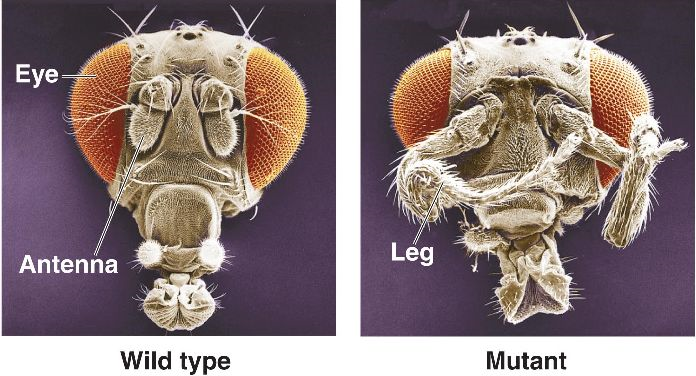 Eye
Antenna
Leg
Wild type
Mutant